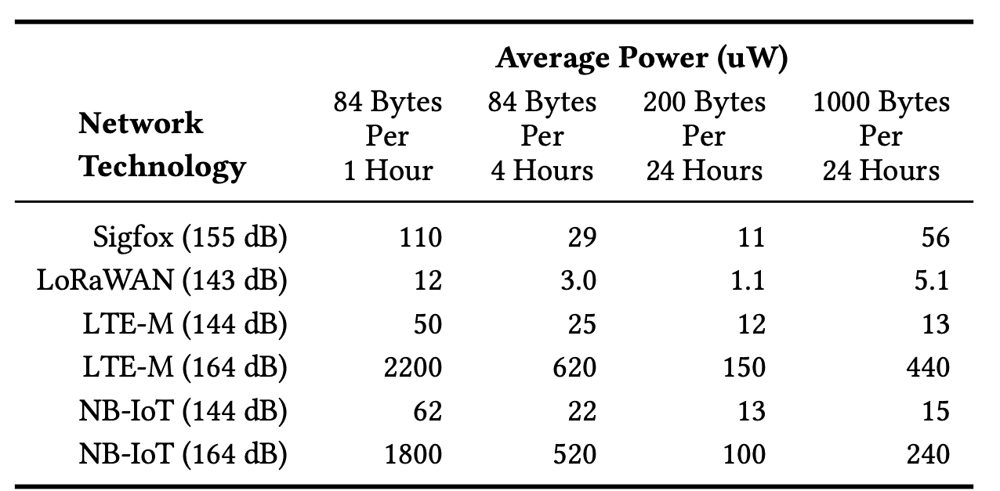 Average Power (uW)
Network Technology
84 Bytes Per 1 Hour
84 Bytes Per 4 Hours
200 Bytes Per 24 Hours
1000 Bytes Per 24 Hours
Sigfox (155 dB) 110 29 11 56
LoRaWAN (143 dB) 12 3.0 1.1 5.1
LTE-M (144 dB) 50 25 12 13
LTE-M (164 dB) 2200 620 150 440
NB-IoT (144 dB) 62 22 13 15
NB-IoT (164 dB) 1800 520 100 240